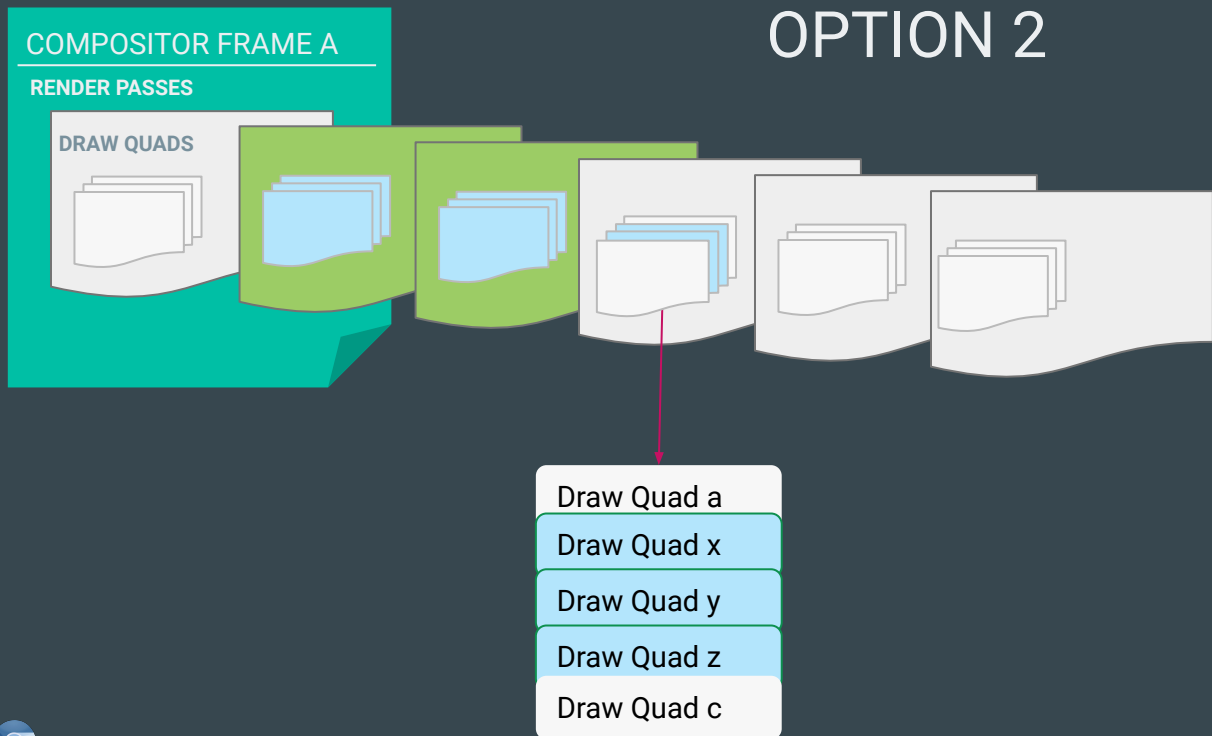 OPTION 2
COMPOSITOR FRAME A
RENDER PASSES
DRAW QUADS
Draw Quad a
Draw Quad x
Draw Quad y
Draw Quad z
Draw Quad c